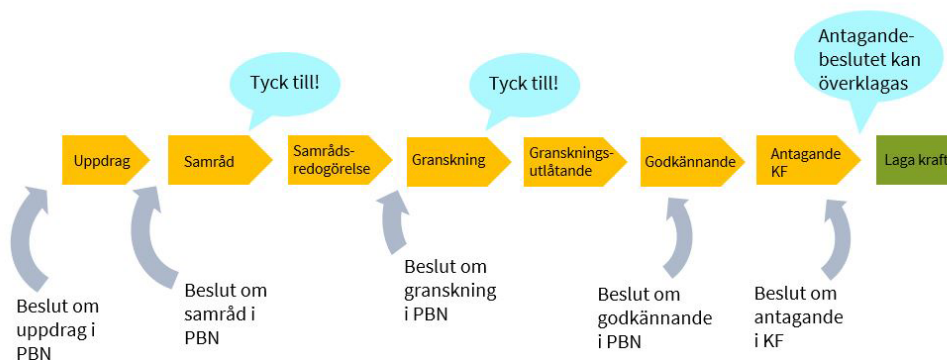 Tyck till!
Tyck till!
Antagande-
beslutet kan
överklagas
Uppdrag
Samråd
Samråds-
redogörelse
Granskning
Gransknings-
utlåtande
Godkännande
Antagande
KF
Laga kraft
Beslut om
uppdrag i
PBN
Beslut om
samråd i
PBN
Beslut om
granskning
i PBN
Beslut om
godkännande
i PBN
Beslut om
antagande
i KF